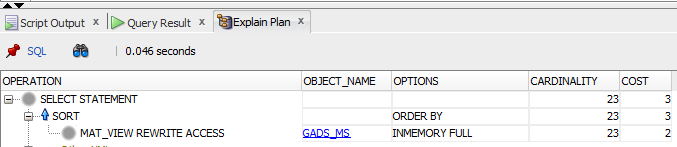 Script Output x Query Result x Explain Plan x
SQL 0.046 seconds
OPERATION OBJECT_NAME OPTIONS CARDINALITY COST
SELECT STATEMENT 23 3
SORT ORDER BY 23 3
MAT_VIEW REWRITE ACCESS GADS_MS INMEMORY FULL 23 2